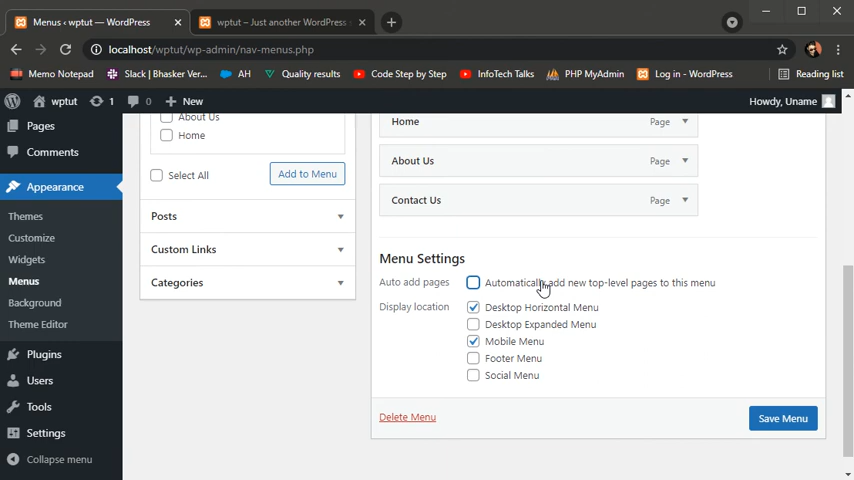 Menus ‹ wptut — WordPress
wptut – Just another WordPress
localhost/wptut/wp-admin/nav-menus.php
Memo Notepad
Slack | Bhasker Ver...
AH
Quality results
Code Step by Step
InfoTech Talks
PHP MyAdmin
Log in - WordPress
Reading list
wptut
1
0
New
Howdy, Uname
Pages
Comments
Appearance
Themes
Customize
Widgets
Menus
Background
Theme Editor
Plugins
Users
Tools
Settings
Collapse menu
About Us
Home
Select All
Add to Menu
Posts
Custom Links
Categories
Home Page
About Us Page
Contact Us Page
Menu Settings
Auto add pages Automatically add new top-level pages to this menu
Display location Desktop Horizontal Menu
Desktop Expanded Menu
Mobile Menu
Footer Menu
Social Menu
Delete Menu
Save Menu